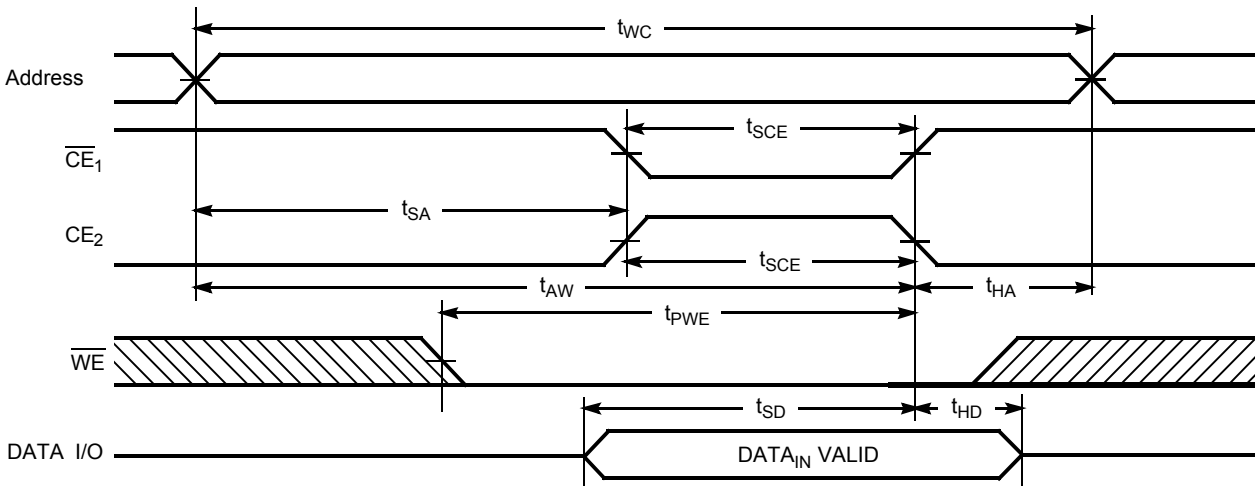 tWC
Address
tSCE
CE1
tSA
CE2
tSCE
tAW
tHA
tPWE
WE
tSD
tHD
DATA I/O
DATAIN VALID